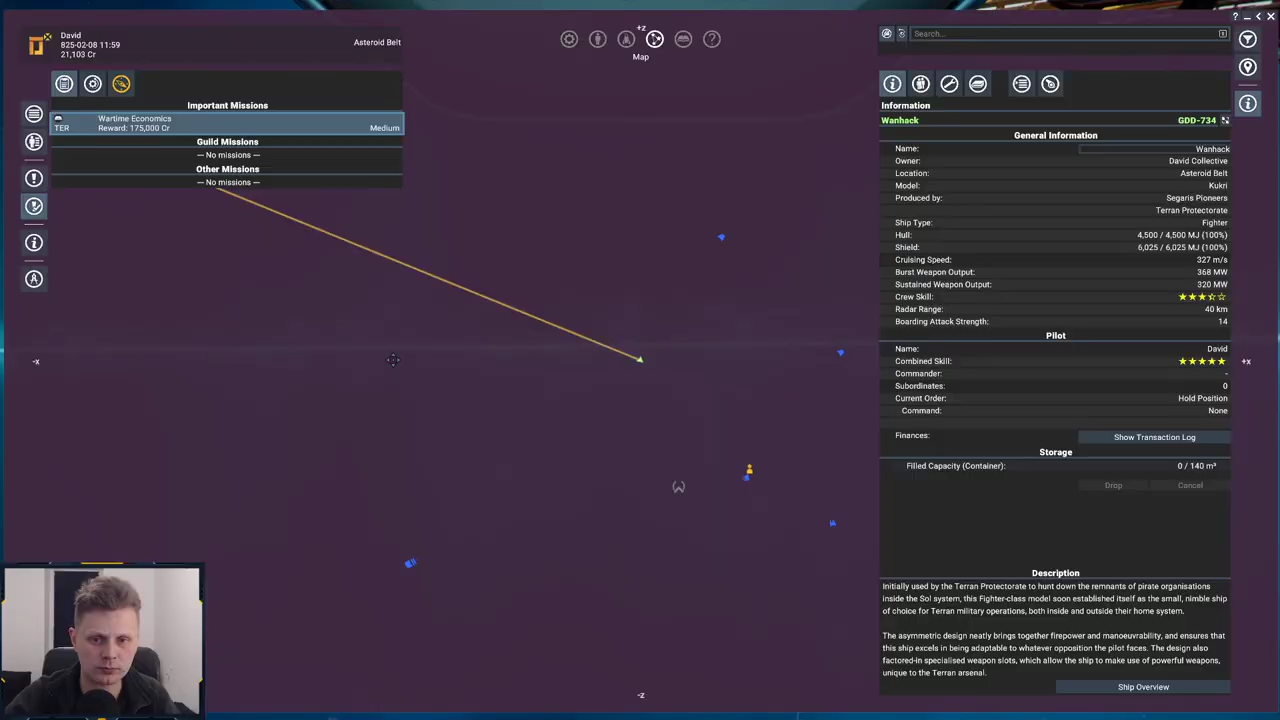 David
825-02-08 11:59
21,103 Cr
Asteroid Belt
Important Missions
Wartime Economics
TER Reward: 175,000 Cr Medium
Guild Missions
--- No missions ---
Other Missions
--- No missions ---
+z
Map
-x
+x
-z
? _ < X
Search...
Information
Wanhack GDD-734
General Information
Name: Wanhack
Owner: David Collective
Location: Asteroid Belt
Model: Kukri
Produced by: Segaris Pioneers
Terran Protectorate
Ship Type: Fighter
Hull: 4,500 / 4,500 MJ (100%)
Shield: 6,025 / 6,025 MJ (100%)
Cruising Speed: 327 m/s
Burst Weapon Output: 368 MW
Sustained Weapon Output: 320 MW
Crew Skill: ★★★☆☆
Radar Range: 40 km
Boarding Attack Strength: 14
Pilot
Name: David
Combined Skill: ★★★★★
Commander: -
Subordinates: 0
Current Order: Hold Position
Command: None
Finances: Show Transaction Log
Storage
Filled Capacity (Container): 0 / 140 m³
Drop Cancel
Description
Initially used by the Terran Protectorate to hunt down the remnants of pirate organisations
inside the Sol system, this Fighter-class model soon established itself as the small, nimble ship
of choice for Terran military operations, both inside and outside their home system.
The asymmetric design neatly brings together firepower and manoeuvrability, and ensures that
this ship excels in being adaptable to whatever opposition the pilot faces. The design also
factored-in specialised weapon slots, which allow the ship to make use of powerful weapons,
unique to the Terran arsenal.
Ship Overview